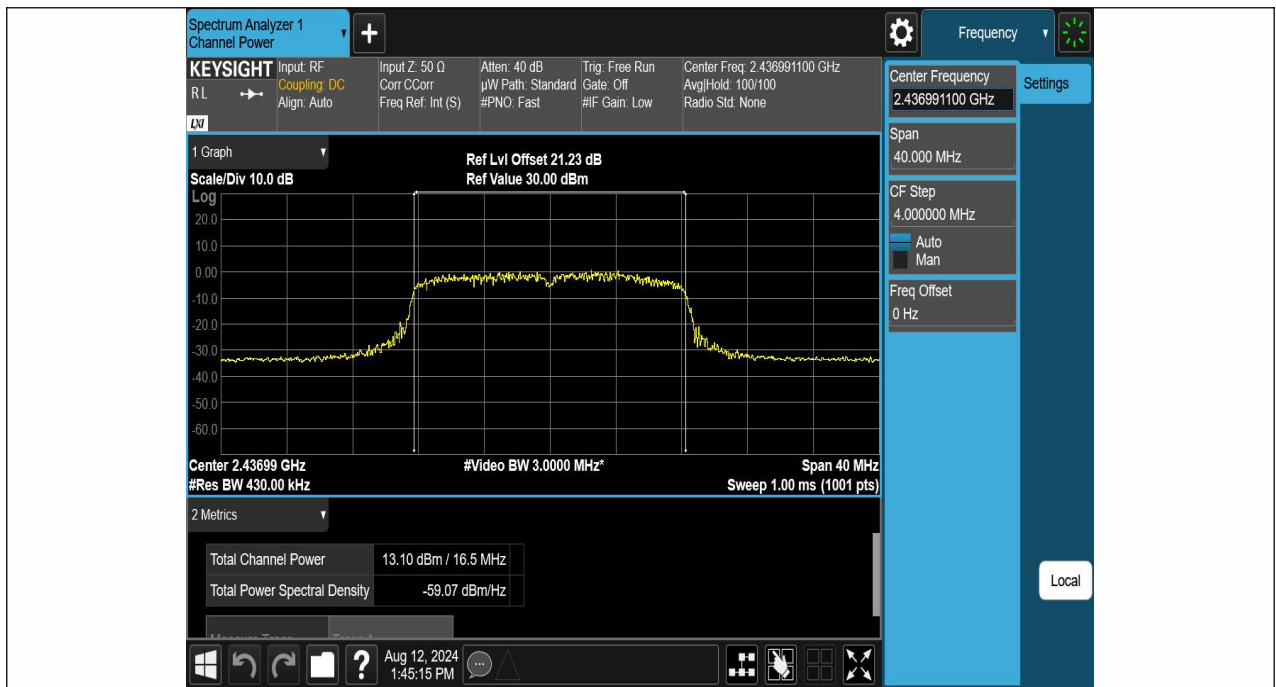 Spectrum Analyzer 1
Channel Power
Frequency
KEYSIGHT
Input: RF
Coupling: DC
Align: Auto
Input Z: 50 Ω
Corr CCorr
Freq Ref: Int (S)
Atten: 40 dB
µW Path: Standard
#PNO: Fast
Trig: Free Run
Gate: Off
#IF Gain: Low
Center Freq: 2.436991100 GHz
Avg|Hold: 100/100
Radio Std: None
R L
LXI
Center Frequency
2.436991100 GHz
Settings
Span
40.000 MHz
CF Step
4.000000 MHz
Auto
Man
Freq Offset
0 Hz
Local
1 Graph
Scale/Div 10.0 dB
Ref Lvl Offset 21.23 dB
Ref Value 30.00 dBm
Log
20.0
10.0
0.00
-10.0
-20.0
-30.0
-40.0
-50.0
-60.0
Center 2.43699 GHz
#Video BW 3.0000 MHz*
Span 40 MHz
#Res BW 430.00 kHz
Sweep 1.00 ms (1001 pts)
2 Metrics
Total Channel Power 13.10 dBm / 16.5 MHz
Total Power Spectral Density -59.07 dBm/Hz
?
Aug 12, 2024
1:45:15 PM